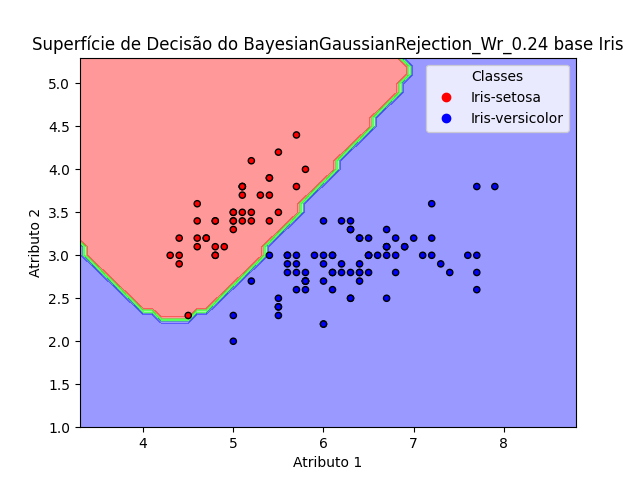 Superfície de Decisão do BayesianGaussianRejection_Wr_0.24 base Iris
Classes
Iris-setosa
Iris-versicolor
5.0
4.5
4.0
3.5
3.0
2.5
2.0
1.5
1.0
Atributo 2
4 5 6 7 8
Atributo 1